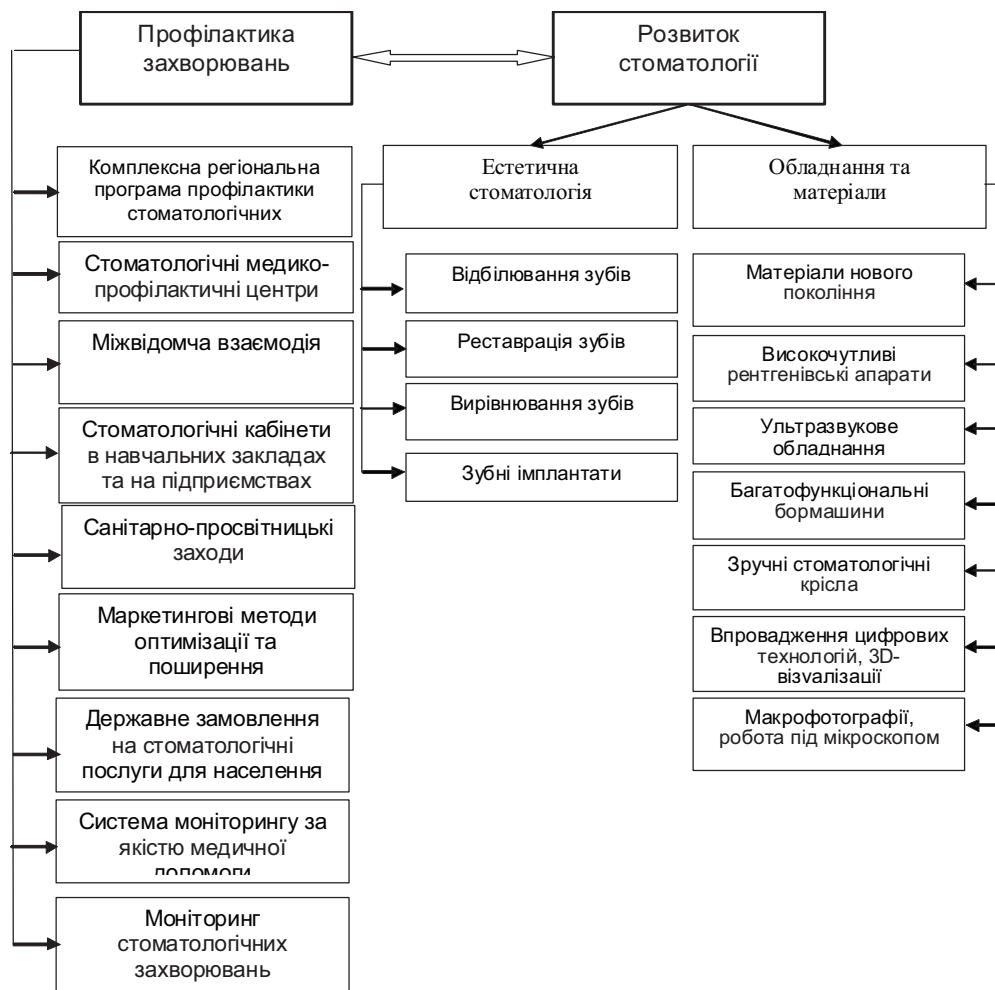 Профілактика
захворювань
Розвиток
стоматології
Комплексна регіональна
програма профілактики
стоматологічних
Стоматологічні медико-
профілактичні центри
Міжвідомча взаємодія
Стоматологічні кабінети
в навчальних закладах
та на підприємствах
Санітарно-просвітницькі
заходи
Маркетингові методи
оптимізації та
поширення
Державне замовлення
на стоматологічні
послуги для населення
Система моніторингу за
якістю медичної
допомоги
Моніторинг
стоматологічних
захворювань
Естетична
стоматологія
Відбілювання зубів
Реставрація зубів
Вирівнювання зубів
Зубні імплантати
Обладнання та
матеріали
Матеріали нового
покоління
Високочутливі
рентгенівські апарати
Ультразвукове
обладнання
Багатофункціональні
бормашини
Зручні стоматологічні
крісла
Впровадження цифрових
технологій, 3D-
візуалізації
Макрофотографії,
робота під мікроскопом